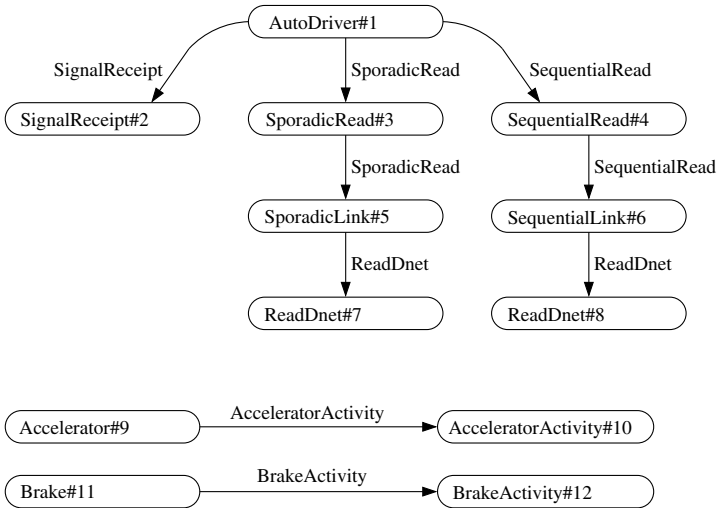 AutoDriver#1
SignalReceipt
SporadicRead
SequentialRead
SignalReceipt#2
SporadicRead#3
SequentialRead#4
SporadicRead
SequentialRead
SporadicLink#5
SequentialLink#6
ReadDnet
ReadDnet
ReadDnet#7
ReadDnet#8
AcceleratorActivity
Accelerator#9
AcceleratorActivity#10
BrakeActivity
Brake#11
BrakeActivity#12